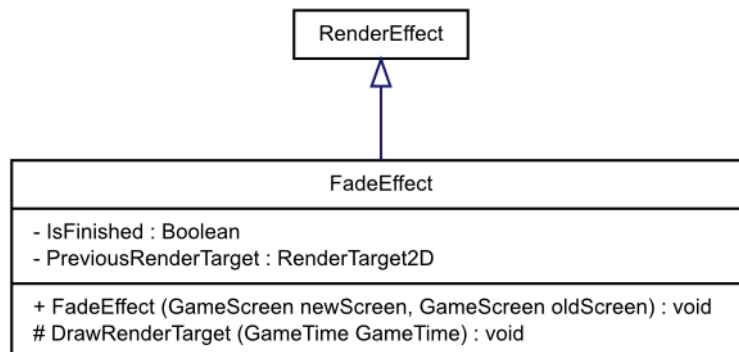 RenderEffect
FadeEffect
- IsFinished : Boolean
- PreviousRenderTarget : RenderTarget2D
+ FadeEffect (GameScreen newScreen, GameScreen oldScreen) : void
# DrawRenderTarget (GameTime GameTime) : void